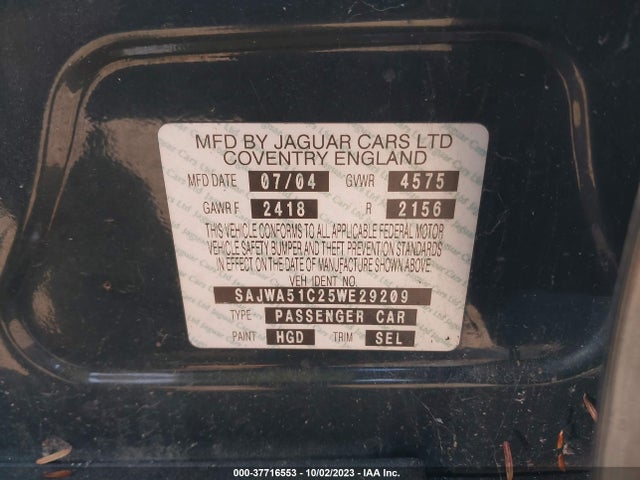 MFD BY JAGUAR CARS LTD
COVENTRY ENGLAND
MFD DATE 07/04 GVWR 4575
GAWR F 2418 R 2156
THIS VEHICLE CONFORMS TO ALL APPLICABLE FEDERAL MOTOR
VEHICLE SAFETY BUMPER AND THEFT PREVENTION STANDARDS
IN EFFECT ON THE DATE OF MANUFACTURE SHOWN ABOVE.
VEH IDENT NO.
SAJWA51C25WE29209
TYPE PASSENGER CAR
PAINT HGD TRIM SEL
000-37716553 - 10/02/2023 - IAA Inc.